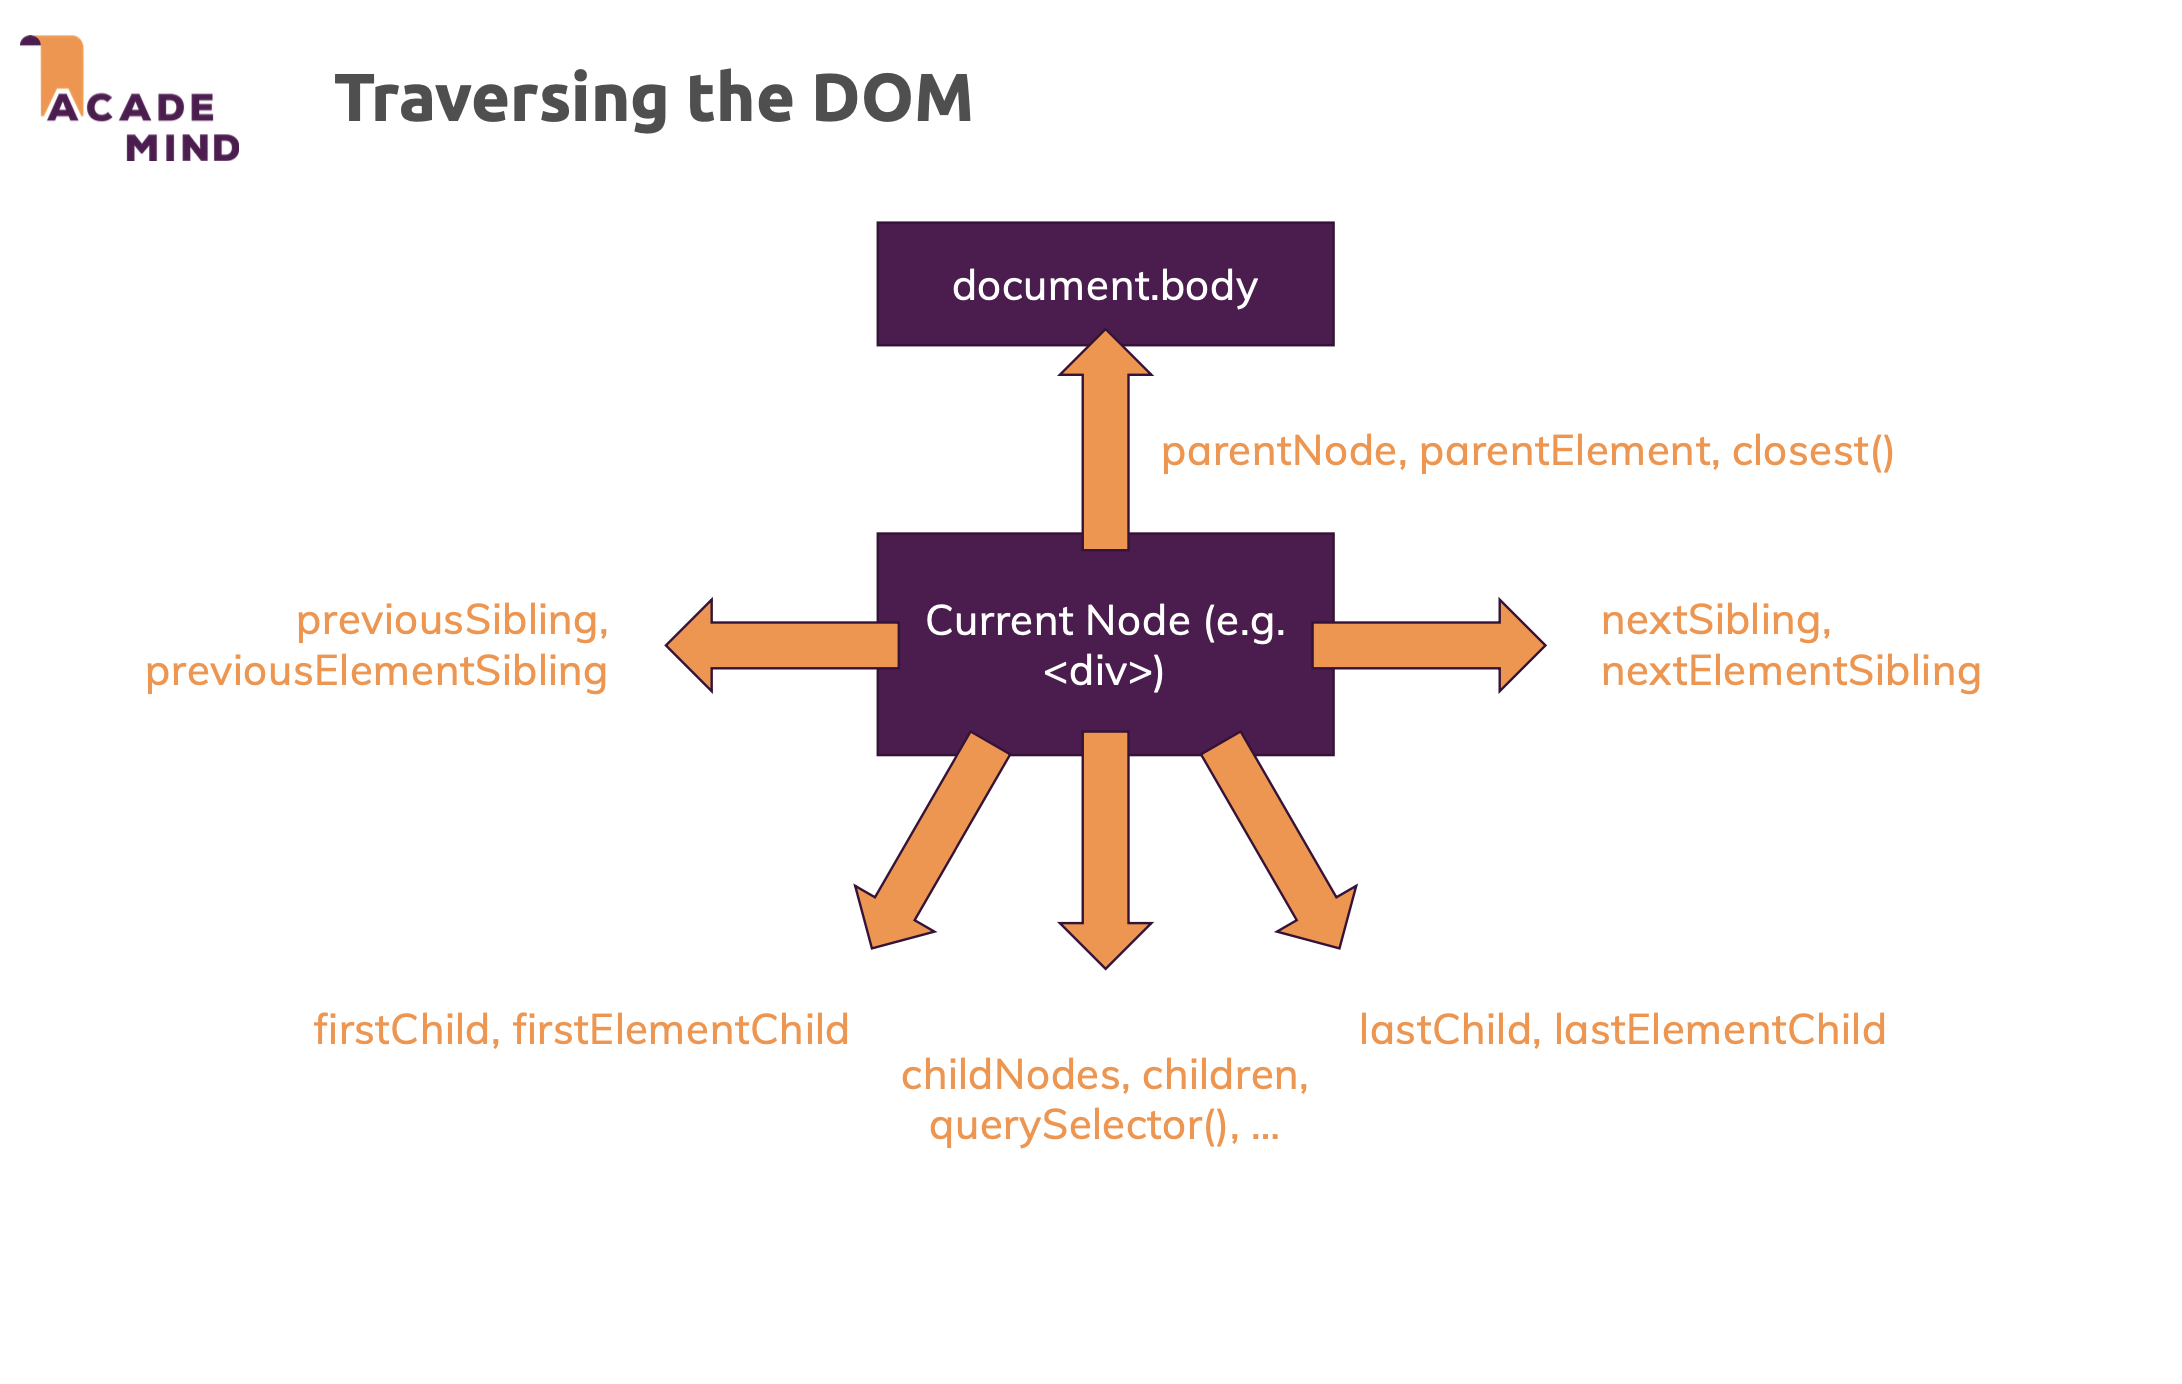 ACADE
MIND
Traversing the DOM
document.body
parentNode, parentElement, closest()
previousSibling,
previousElementSibling
Current Node (e.g.
<div>)
nextSibling,
nextElementSibling
firstChild, firstElementChild
lastChild, lastElementChild
childNodes, children,
querySelector(), ...